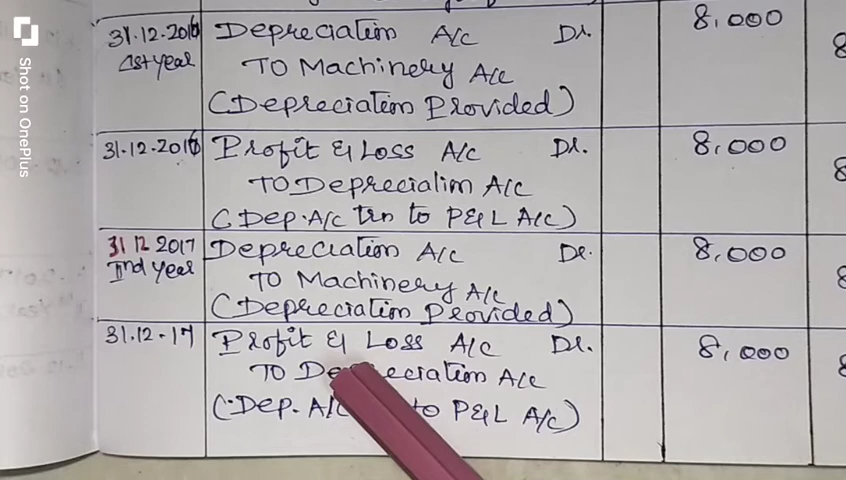 31.12.2016 Depreciation A/c Dr. 8,000
1st year TO Machinery A/c
(Depreciation Provided)
31.12.2016 Profit & Loss A/c Dr. 8,000
TO Depreciation A/c
(Dep. A/c trn to P&L A/c)
31 12 2017 Depreciation A/c Dr. 8,000
IInd year TO Machinery A/c
(Depreciation Provided)
31.12.17 Profit & Loss A/c Dr. 8,000
TO Depreciation A/c
(Dep. A/c to P&L A/c)
Shot on OnePlus